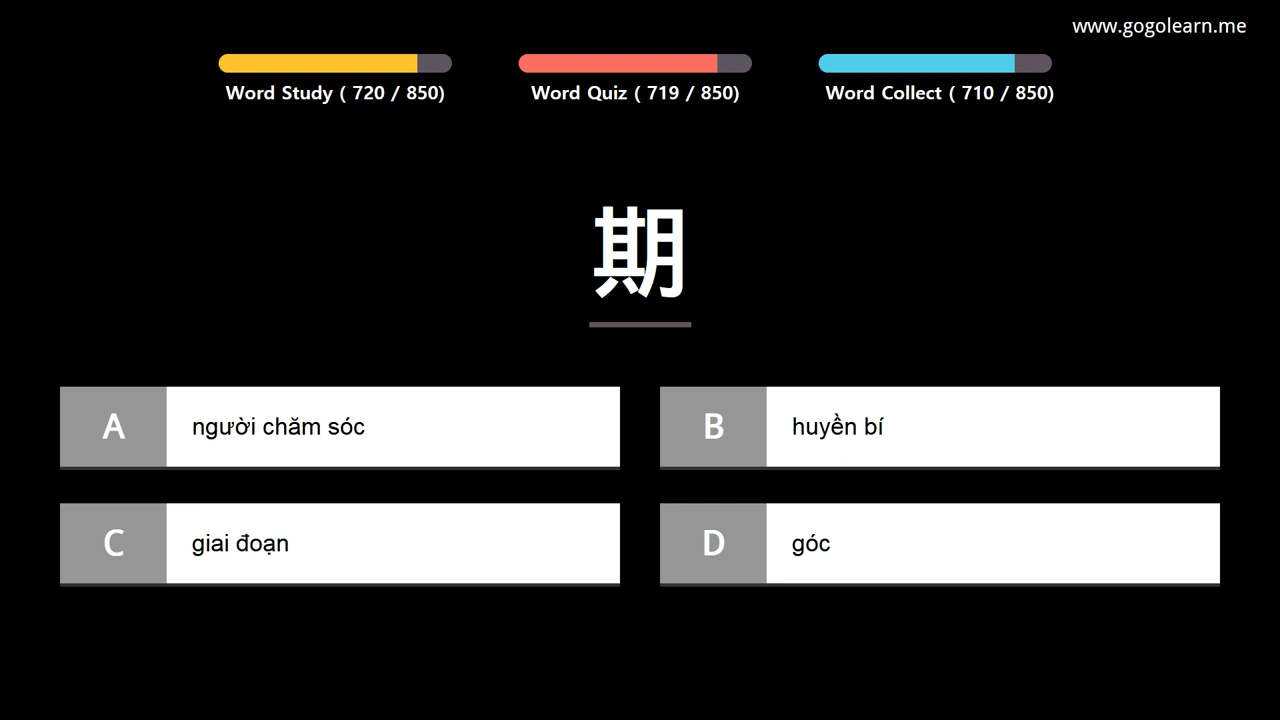 www.gogolearn.me
Word Study ( 720 / 850)
Word Quiz ( 719 / 850)
Word Collect ( 710 / 850)
期
A
người chăm sóc
B
huyền bí
C
giai đoạn
D
góc